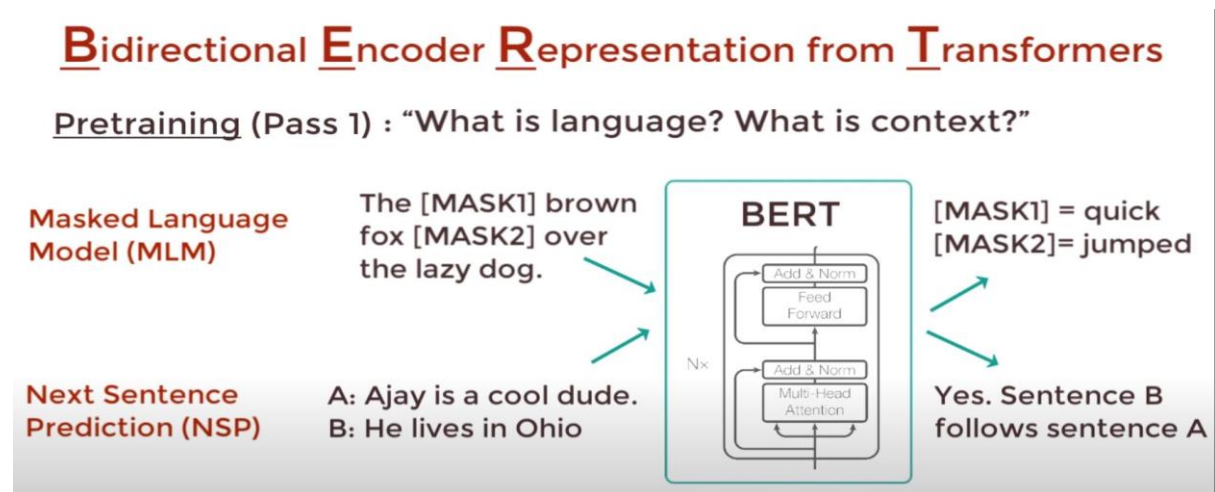 Bidirectional Encoder Representation from Transformers
Pretraining (Pass 1) : “What is language? What is context?”
Masked Language
Model (MLM)
The [MASK1] brown
fox [MASK2] over
the lazy dog.
BERT
Add & Norm
Feed
Forward
Nx
Add & Norm
Multi-Head
Attention
[MASK1] = quick
[MASK2]= jumped
Next Sentence
Prediction (NSP)
A: Ajay is a cool dude.
B: He lives in Ohio
Yes. Sentence B
follows sentence A